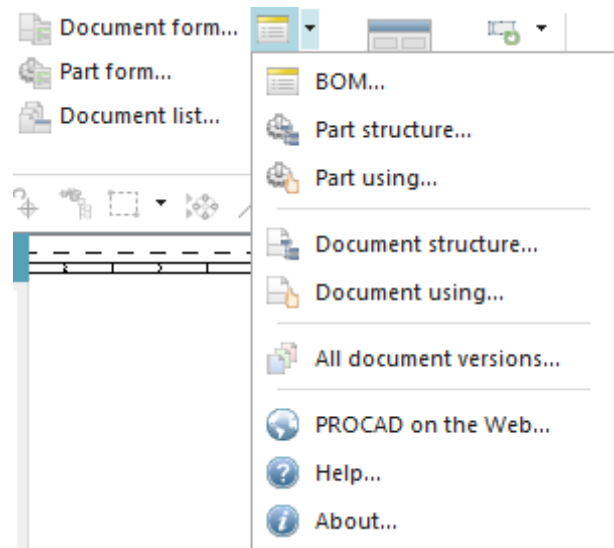 Document form...
Part form...
Document list...
BOM...
Part structure...
Part using...
Document structure...
Document using...
All document versions...
PROCAD on the Web...
Help...
About...